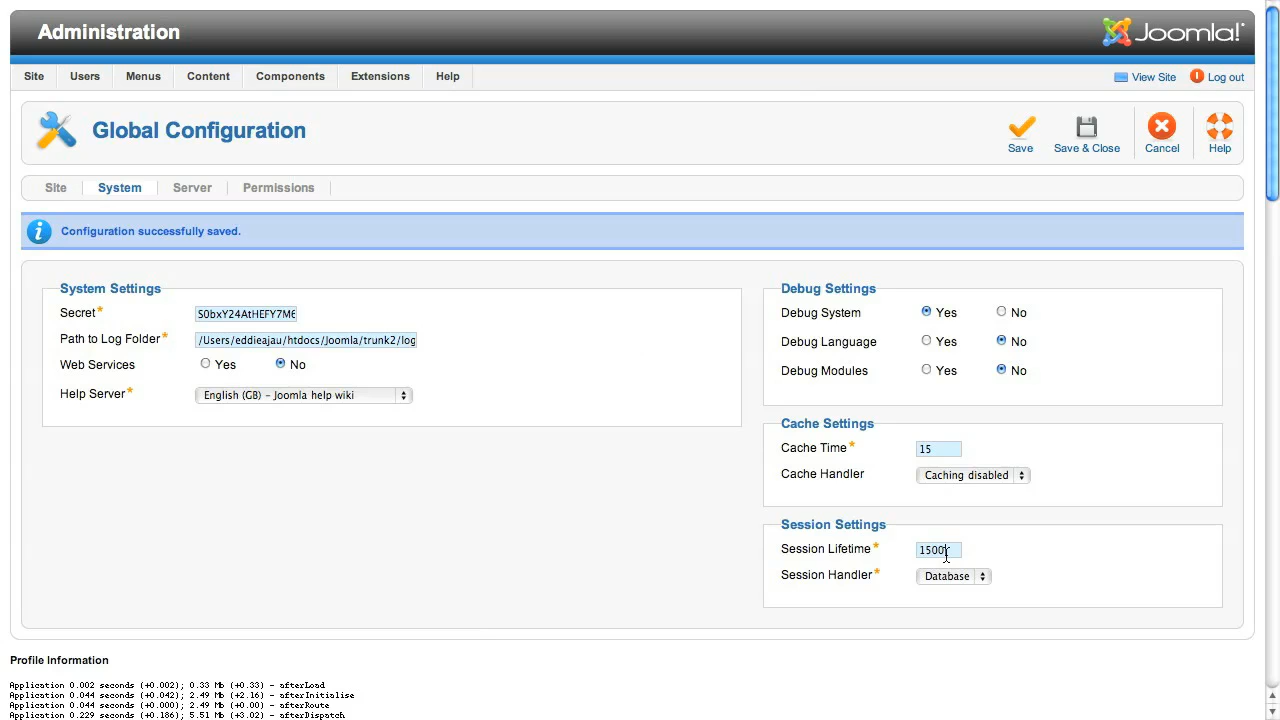 Administration
Joomla!
Site Users Menus Content Components Extensions Help
View Site Log out
Global Configuration
Save Save & Close Cancel Help
Site System Server Permissions
Configuration successfully saved.
System Settings
Secret* S0bxY24AtHEFY7M6
Path to Log Folder* /Users/eddieajau/htdocs/Joomla/trunk2/log
Web Services Yes No
Help Server* English (GB) - Joomla help wiki
Debug Settings
Debug System Yes No
Debug Language Yes No
Debug Modules Yes No
Cache Settings
Cache Time* 15
Cache Handler Caching disabled
Session Settings
Session Lifetime* 1500
Session Handler* Database
Profile Information
Application 0.002 seconds (+0.002); 0.33 Mb (+0.33) - afterLoad
Application 0.044 seconds (+0.042); 2.49 Mb (+2.16) - afterInitialise
Application 0.044 seconds (+0.000); 2.49 Mb (+0.00) - afterRoute
Application 0.229 seconds (+0.186); 5.51 Mb (+3.02) - afterDispatch